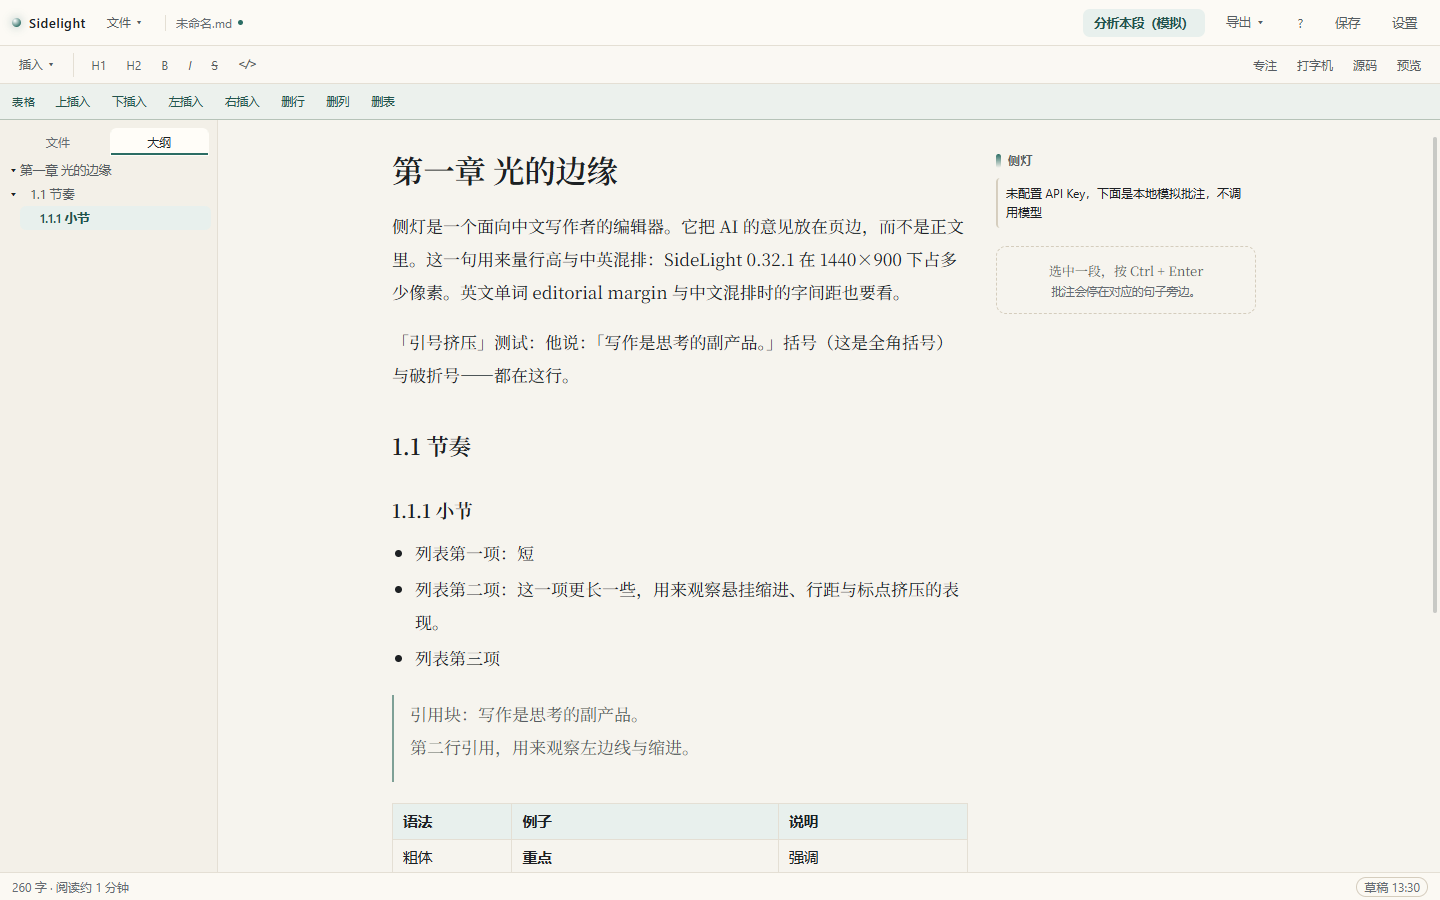 Sidelight 文件 未命名.md 分析本段（模拟） 导出 ? 保存 设置
插入 H1 H2 B I S </> 专注 打字机 源码 预览
表格 上插入 下插入 左插入 右插入 删行 删列 删表
文件 大纲
第一章 光的边缘
1.1 节奏
1.1.1 小节
第一章 光的边缘
侧灯是一个面向中文写作者的编辑器。它把 AI 的意见放在页边，而不是正文
里。这一句用来量行高与中英混排：SideLight 0.32.1 在 1440×900 下占多
少像素。英文单词 editorial margin 与中文混排时的字间距也要看。
「引号挤压」测试：他说：「写作是思考的副产品。」括号（这是全角括号）
与破折号——都在这行。
1.1 节奏
1.1.1 小节
列表第一项：短
列表第二项：这一项更长一些，用来观察悬挂缩进、行距与标点挤压的表
现。
列表第三项
引用块：写作是思考的副产品。
第二行引用，用来观察左边线与缩进。
语法 例子 说明
粗体 重点 强调
侧灯
未配置 API Key，下面是本地模拟批注，不调
用模型
选中一段，按 Ctrl + Enter
批注会停在对应的句子旁边。
260 字 · 阅读约 1 分钟 草稿 13:30